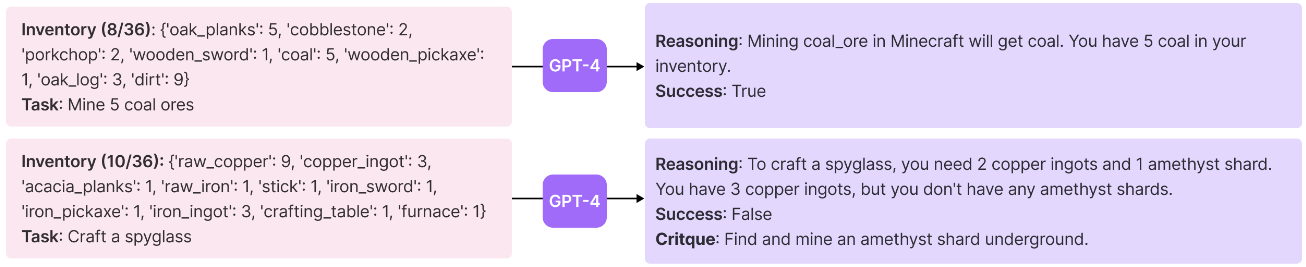 Inventory (8/36): {'oak_planks': 5, 'cobblestone': 2,
'porkchop': 2, 'wooden_sword': 1, 'coal': 5, 'wooden_pickaxe':
1, 'oak_log': 3, 'dirt': 9}
Task: Mine 5 coal ores
GPT-4
Reasoning: Mining coal_ore in Minecraft will get coal. You have 5 coal in your
inventory.
Success: True
Inventory (10/36): {'raw_copper': 9, 'copper_ingot': 3,
'acacia_planks': 1, 'raw_iron': 1, 'stick': 1, 'iron_sword': 1,
'iron_pickaxe': 1, 'iron_ingot': 3, 'crafting_table': 1, 'furnace': 1}
Task: Craft a spyglass
GPT-4
Reasoning: To craft a spyglass, you need 2 copper ingots and 1 amethyst shard.
You have 3 copper ingots, but you don't have any amethyst shards.
Success: False
Critque: Find and mine an amethyst shard underground.